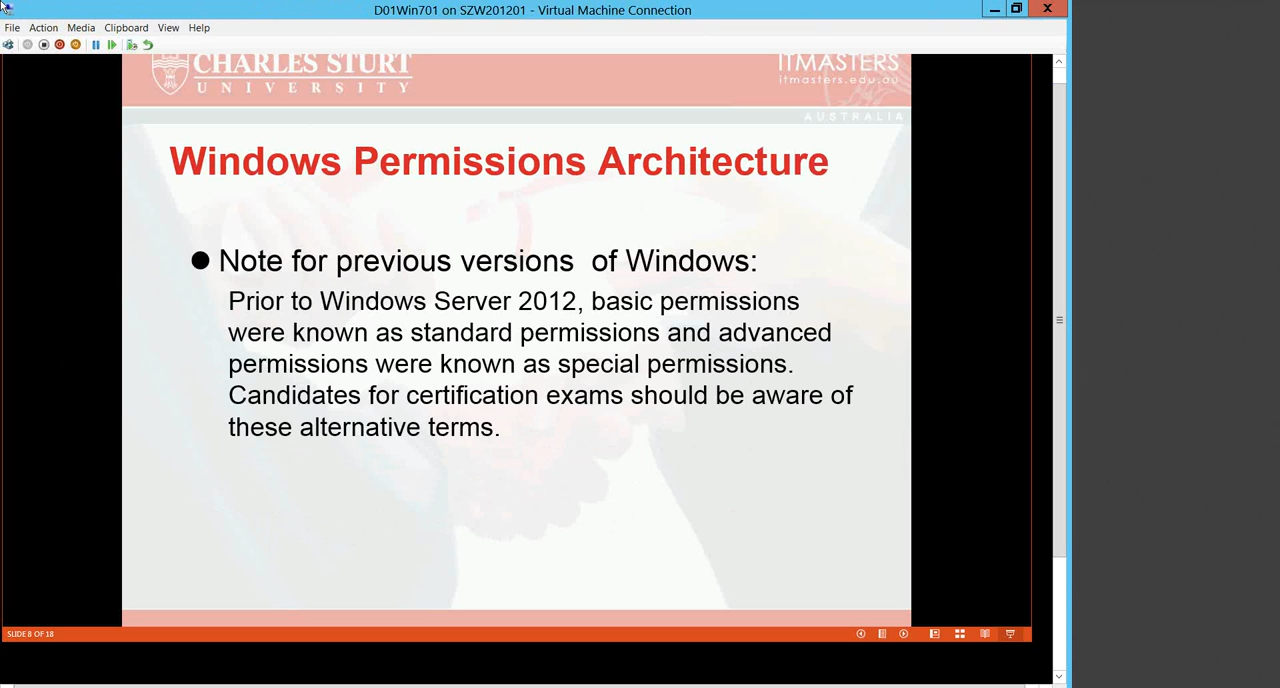 D01Win701 on SZW201201 - Virtual Machine Connection
File Action Media Clipboard View Help
CHARLES STURT
UNIVERSITY
ITMASTERS
itmasters.edu.au
AUSTRALIA
Windows Permissions Architecture
Note for previous versions of Windows:
Prior to Windows Server 2012, basic permissions
were known as standard permissions and advanced
permissions were known as special permissions.
Candidates for certification exams should be aware of
these alternative terms.
SLIDE 8 OF 18